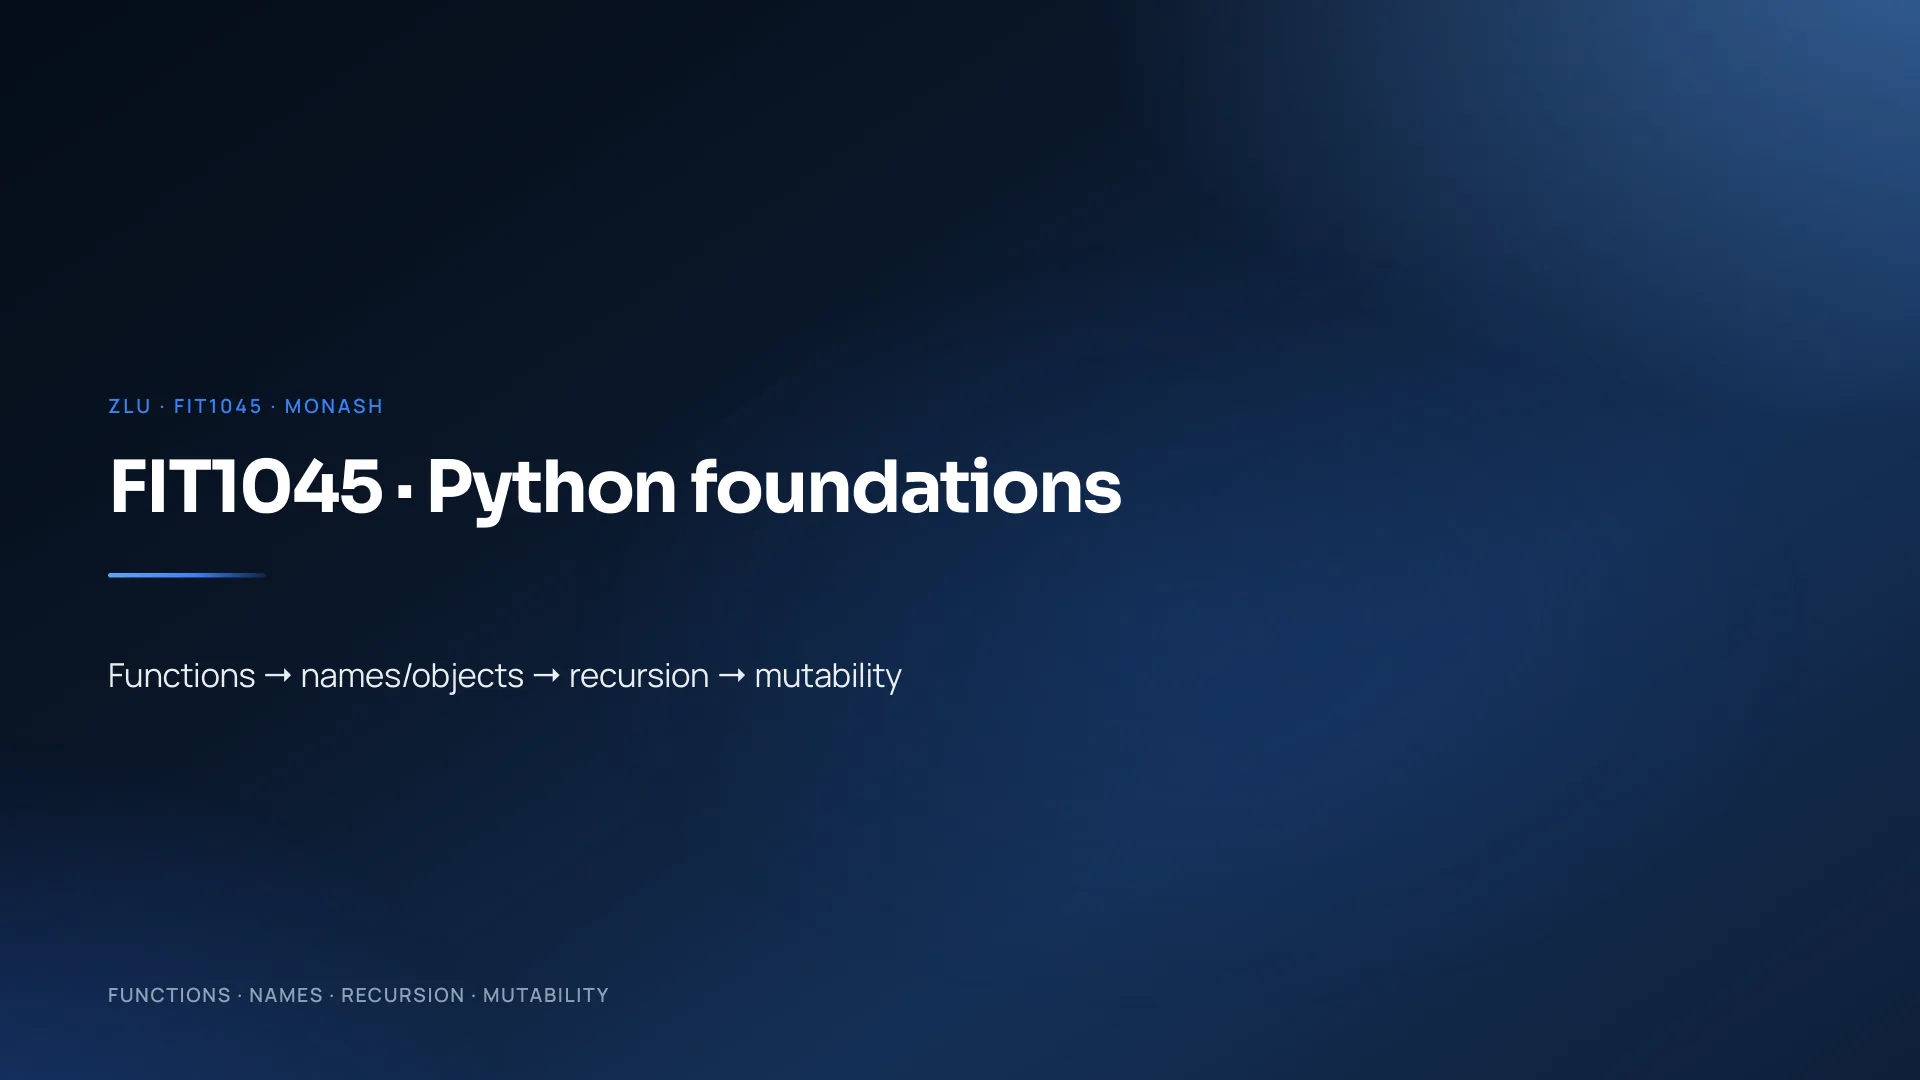 ZLU · FIT1045 · MONASH
FIT1045 · Python foundations
Functions → names/objects → recursion → mutability
FUNCTIONS · NAMES · RECURSION · MUTABILITY